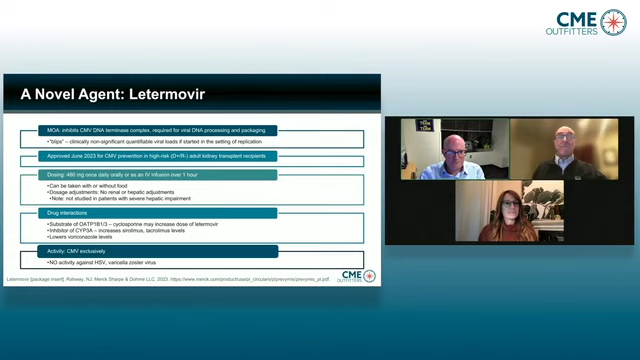 CME
OUTFITTERS
A Novel Agent: Letermovir
MOA: inhibits CMV DNA terminase complex, required for viral DNA processing and packaging
•"blips" – clinically non-significant quantifiable viral loads if started in the setting of replication
Approved June 2023 for CMV prevention in high-risk (D+/R-) adult kidney transplant recipients
Dosing: 480 mg once daily orally or as an IV infusion over 1 hour
•Can be taken with or without food
•Dosage adjustments: No renal or hepatic adjustments
•Note: not studied in patients with severe hepatic impairment
Drug interactions
•Substrate of OATP1B1/3 – cyclosporine may increase dose of letermovir
•Inhibitor of CYP3A – increases sirolimus, tacrolimus levels
•Lowers voriconazole levels
Activity: CMV exclusively
•NO activity against HSV, varicella zoster virus
Letermovir [package insert]. Rahway, NJ: Merck Sharpe & Dohme LLC, 2023.
CME
OUTFITTERS